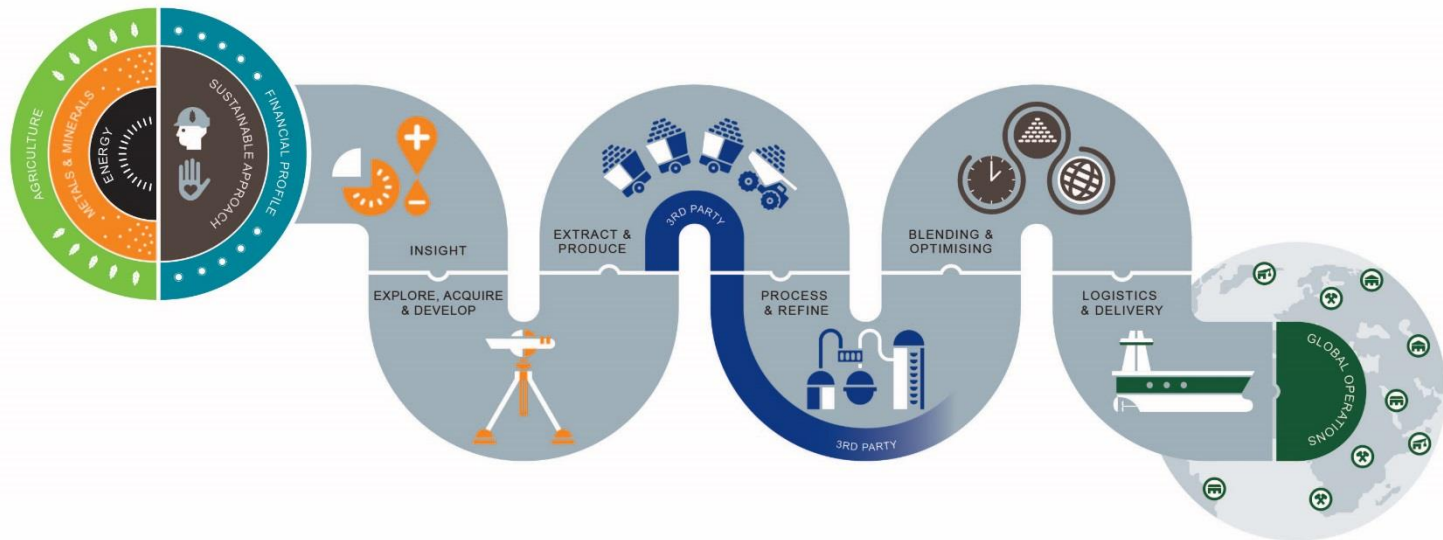 AGRICULTURE
METALS & MINERALS
ENERGY
SUSTAINABLE APPROACH
FINANCIAL PROFILE
INSIGHT
EXPLORE, ACQUIRE
& DEVELOP
EXTRACT &
PRODUCE
3RD PARTY
PROCESS
& REFINE
3RD PARTY
BLENDING &
OPTIMISING
LOGISTICS
& DELIVERY
GLOBAL OPERATIONS